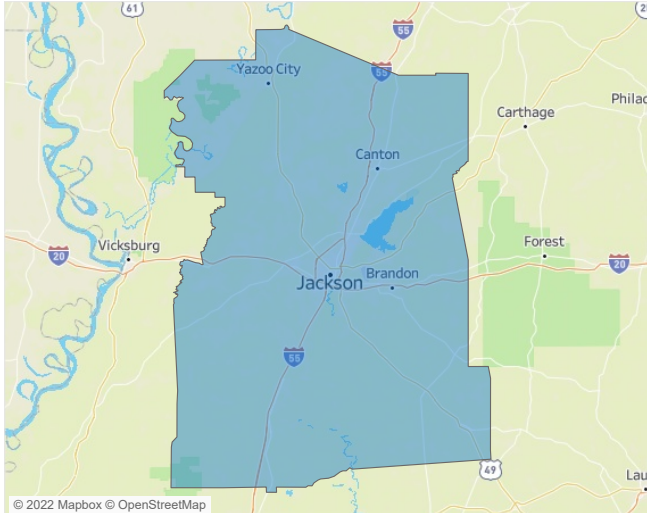 61
25
55
Yazoo City
55
Carthage
Philad
Canton
Vicksburg
Forest
20
20
Brandon
Jackson
55
49
Lau
© 2022 Mapbox © OpenStreetMap